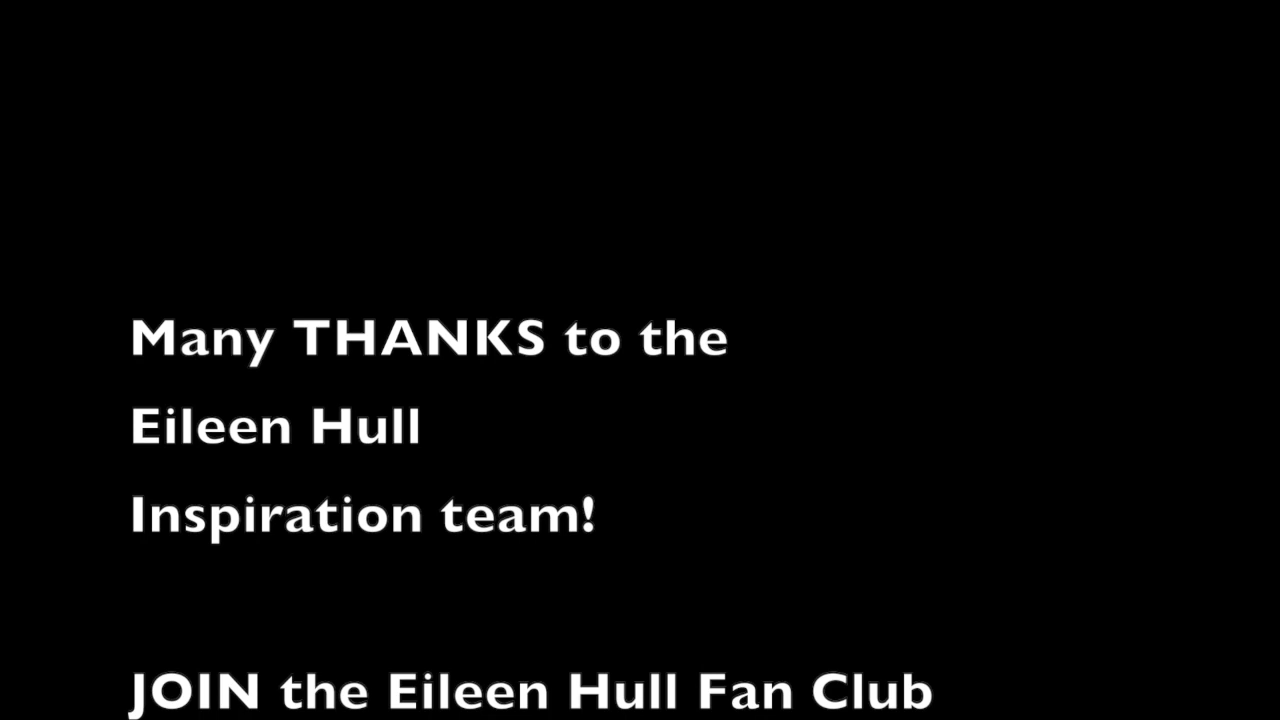 Many THANKS to the
Eileen Hull
Inspiration team!
JOIN the Eileen Hull Fan Club